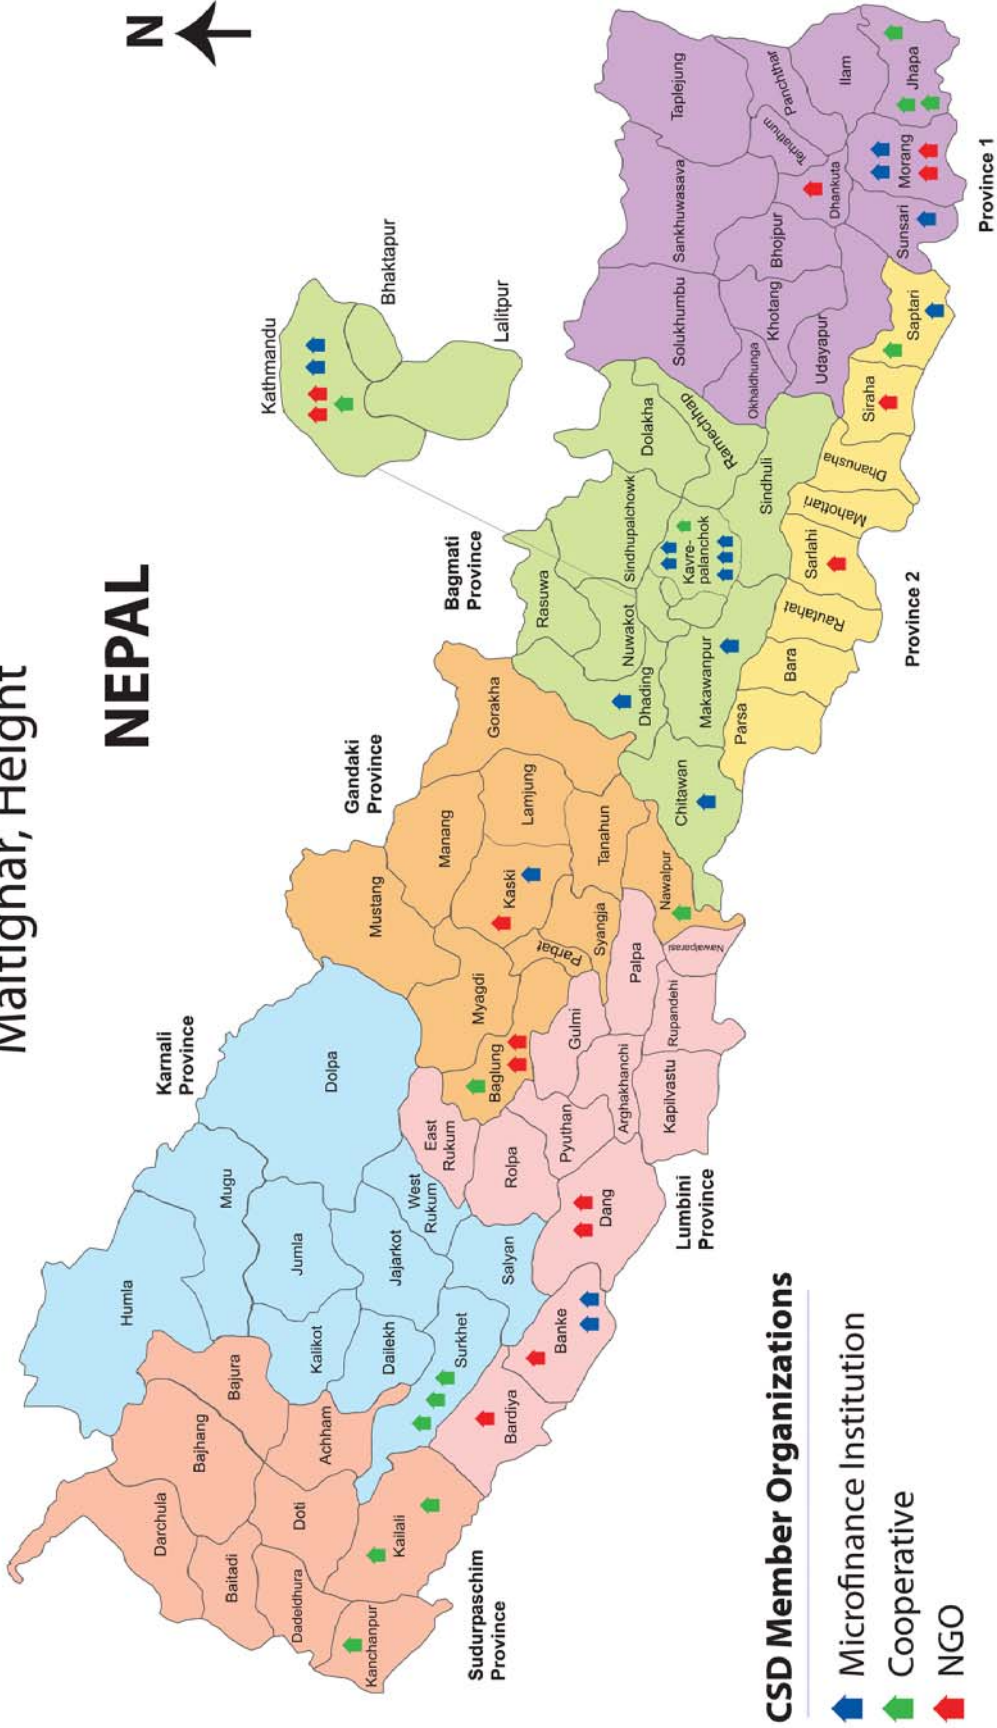 Maitighar, Height
NEPAL
N
Karnali
Province
Gandaki
Province
Bagmati
Province
Kathmandu
Bhaktapur
Lalitpur
Humla
Mugu
Dolpa
Jumla
Kalikot
Dailekh
Jajarkot
West
Rukum
Salyan
Surkhet
Darchula
Bajhang
Bajura
Baitadi
Doti
Achham
Dadeldhura
Kanchanpur
Kailali
Sudurpaschim
Province
Mustang
Manang
Gorakha
Lamjung
Kaski
Myagdi
Tanahun
Parbat
Syangja
Baglung
Nawalpur
East
Rukum
Rolpa
Pyuthan
Gulmi
Palpa
Arghakhanchi
Nawalparasi
Rupandehi
Kapilvastu
Dang
Banke
Bardiya
Lumbini
Province
Rasuwa
Nuwakot
Dhading
Sindhupalchowk
Dolakha
Ramechhap
Kavre-
palanchok
Sindhuli
Makawanpur
Chitawan
Parsa
Bara
Rautahat
Sarlahi
Mahottari
Dhanusha
Siraha
Saptari
Province 2
Taplejung
Sankhuwasava
Solukhumbu
Panchthar
Terhathum
Ilam
Dhankuta
Bhojpur
Khotang
Okhaldhunga
Udayapur
Jhapa
Morang
Sunsari
Province 1
CSD Member Organizations
Microfinance Institution
Cooperative
NGO